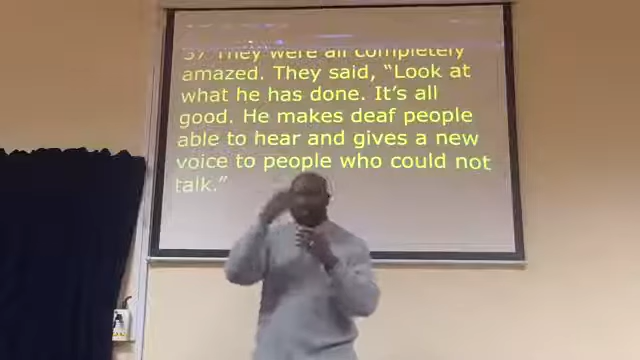 37 They were all completely
amazed. They said, "Look at
what he has done. It's all
good. He makes deaf people
able to hear and gives a new
voice to people who could not
talk."